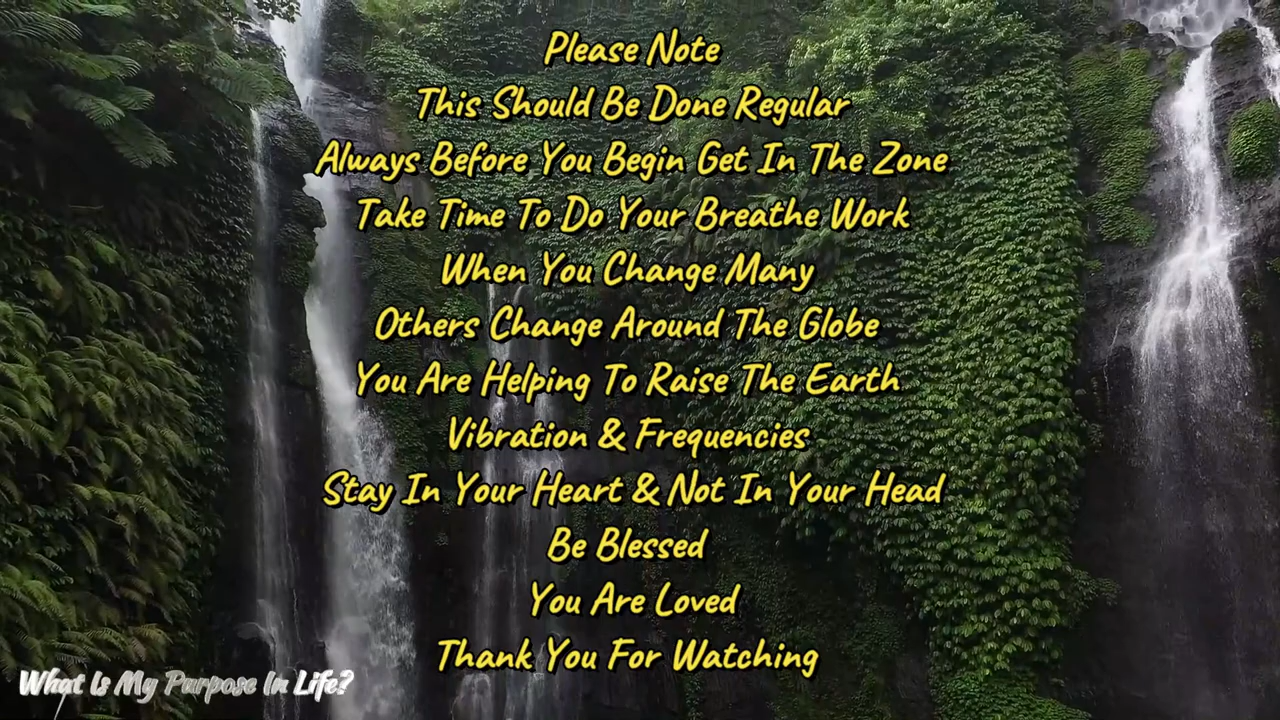 Please Note
This Should Be Done Regular
Always Before You Begin Get In The Zone
Take Time To Do Your Breathe Work
When You Change Many
Others Change Around The Globe
You Are Helping To Raise The Earth
Vibration & Frequencies
Stay In Your Heart & Not In Your Head
Be Blessed
You Are Loved
Thank You For Watching
What Is My Purpose In Life?